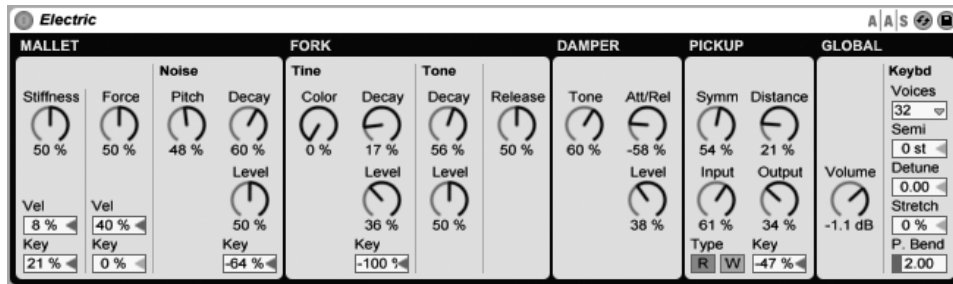 Electric A A S
MALLET FORK DAMPER PICKUP GLOBAL
Noise Tine Tone Keybd
Stiffness Force Pitch Decay Color Decay Decay Release Tone Att/Rel Symm Distance Voices
50 % 50 % 48 % 60 % 0 % 17 % 56 % 50 % 60 % -58 % 54 % 21 % 32
Semi
0 st
Level Level Level Level Input Output Volume Detune
50 % 36 % 50 % 38 % 61 % 34 % -1.1 dB 0.00
Vel Vel Stretch
8 % 40 % 0 %
Key Key Key Key Type Key P. Bend
21 % 0 % -64 % -100 % R W -47 % 2.00